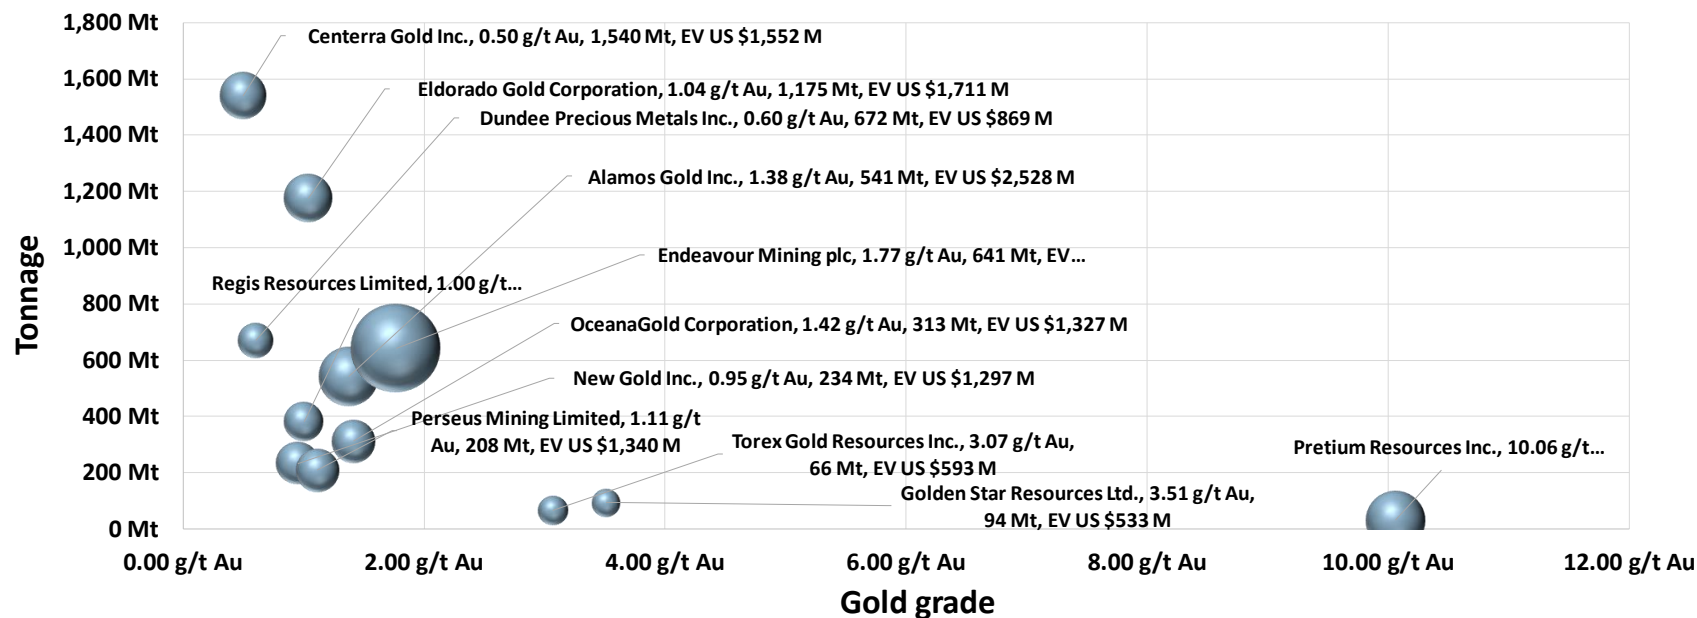 1,800 Mt
1,600 Mt
1,400 Mt
1,200 Mt
1,000 Mt
800 Mt
600 Mt
400 Mt
200 Mt
0 Mt
Tonnage
Centerra Gold Inc., 0.50 g/t Au, 1,540 Mt, EV US $1,552 M
Eldorado Gold Corporation, 1.04 g/t Au, 1,175 Mt, EV US $1,711 M
Dundee Precious Metals Inc., 0.60 g/t Au, 672 Mt, EV US $869 M
Alamos Gold Inc., 1.38 g/t Au, 541 Mt, EV US $2,528 M
Endeavour Mining plc, 1.77 g/t Au, 641 Mt, EV...
Regis Resources Limited, 1.00 g/t...
OceanaGold Corporation, 1.42 g/t Au, 313 Mt, EV US $1,327 M
New Gold Inc., 0.95 g/t Au, 234 Mt, EV US $1,297 M
Perseus Mining Limited, 1.11 g/t
Au, 208 Mt, EV US $1,340 M
Torex Gold Resources Inc., 3.07 g/t Au,
66 Mt, EV US $593 M
Golden Star Resources Ltd., 3.51 g/t Au,
94 Mt, EV US $533 M
Pretium Resources Inc., 10.06 g/t...
0.00 g/t Au
2.00 g/t Au
4.00 g/t Au
6.00 g/t Au
8.00 g/t Au
10.00 g/t Au
12.00 g/t Au
Gold grade